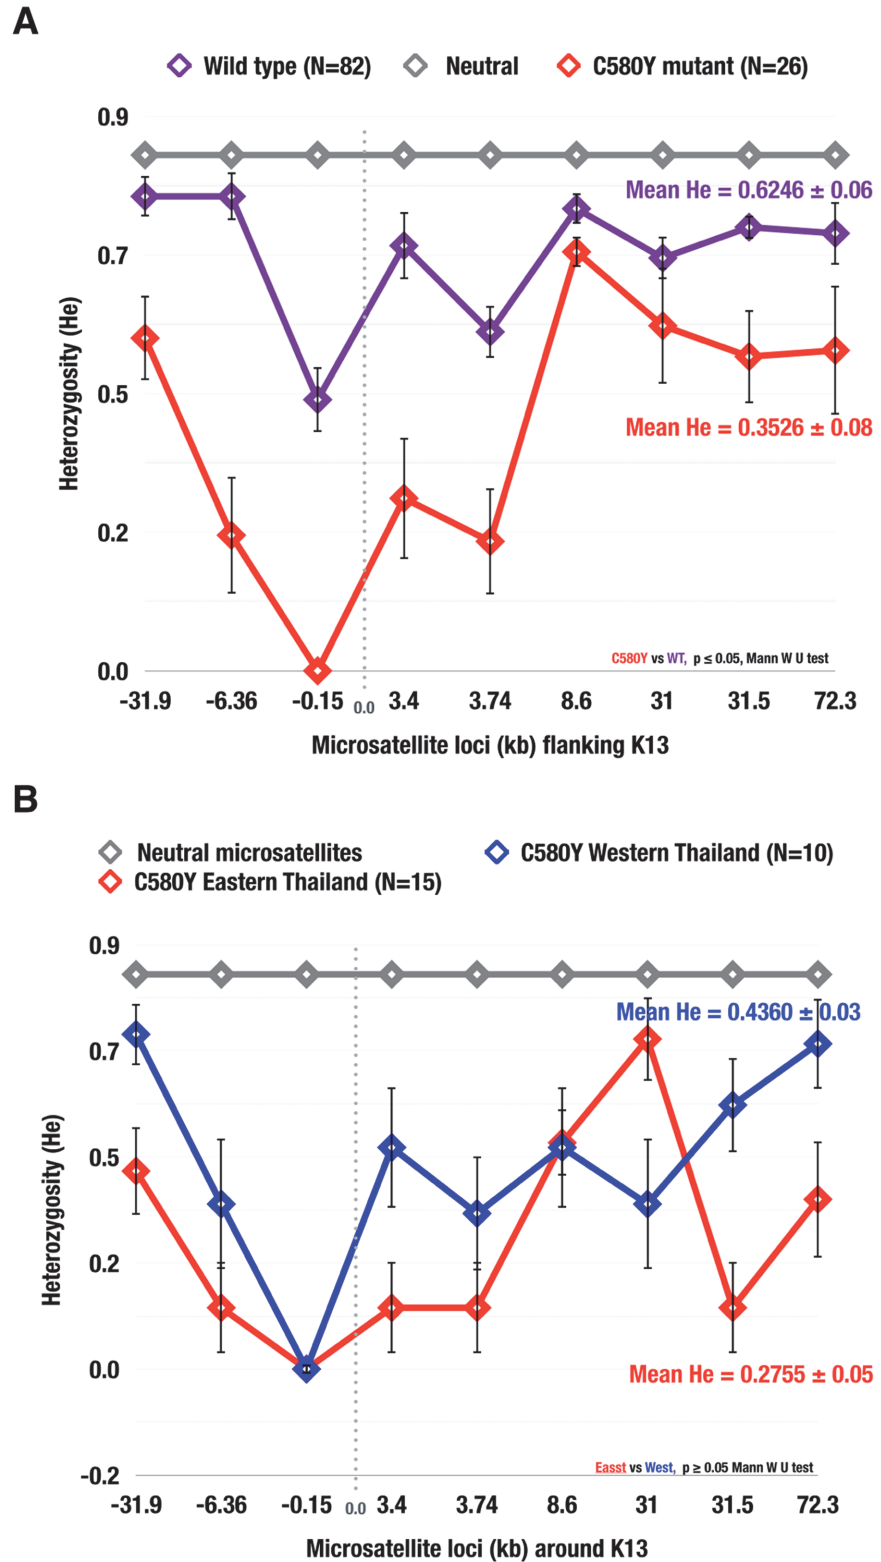 A
Wild type (N=82) Neutral C580Y mutant (N=26)
0.9
Mean He = 0.6246 ± 0.06
0.7
Heterozygosity (He)
0.5
Mean He = 0.3526 ± 0.08
0.2
C580Y vs WT, p ≤ 0.05, Mann W U test
0.0
-31.9 -6.36 -0.15 0.0 3.4 3.74 8.6 31 31.5 72.3
Microsatellite loci (kb) flanking K13
B
Neutral microsatellites C580Y Western Thailand (N=10)
C580Y Eastern Thailand (N=15)
0.9
Mean He = 0.4360 ± 0.03
0.7
0.5
Heterozygosity (He)
0.2
0.0
Mean He = 0.2755 ± 0.05
Easst vs West, p ≥ 0.05 Mann W U test
-0.2
-31.9 -6.36 -0.15 0.0 3.4 3.74 8.6 31 31.5 72.3
Microsatellite loci (kb) around K13